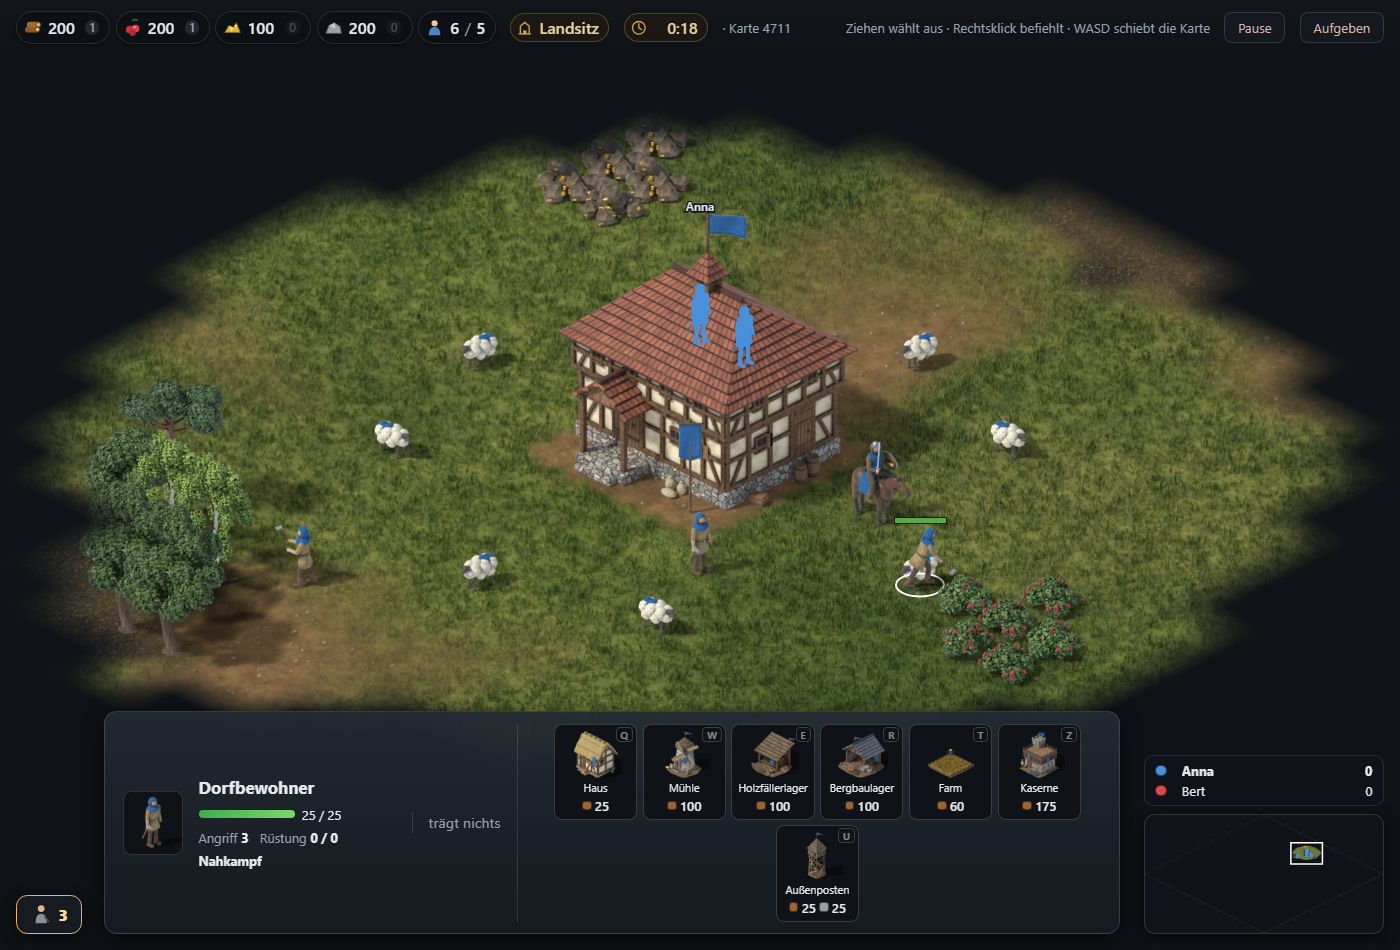 200 1
200 1
100 0
200 0
6 / 5
Landsitz
0:18
· Karte 4711
Ziehen wählt aus · Rechtsklick befiehlt · WASD schiebt die Karte
Pause
Aufgeben
Anna
Dorfbewohner
25 / 25
Angriff 3 Rüstung 0 / 0
Nahkampf
trägt nichts
Q
Haus
25
W
Mühle
100
E
Holzfällerlager
100
R
Bergbaulager
100
T
Farm
60
Z
Kaserne
175
U
Außenposten
25 25
Anna 0
Bert 0
3